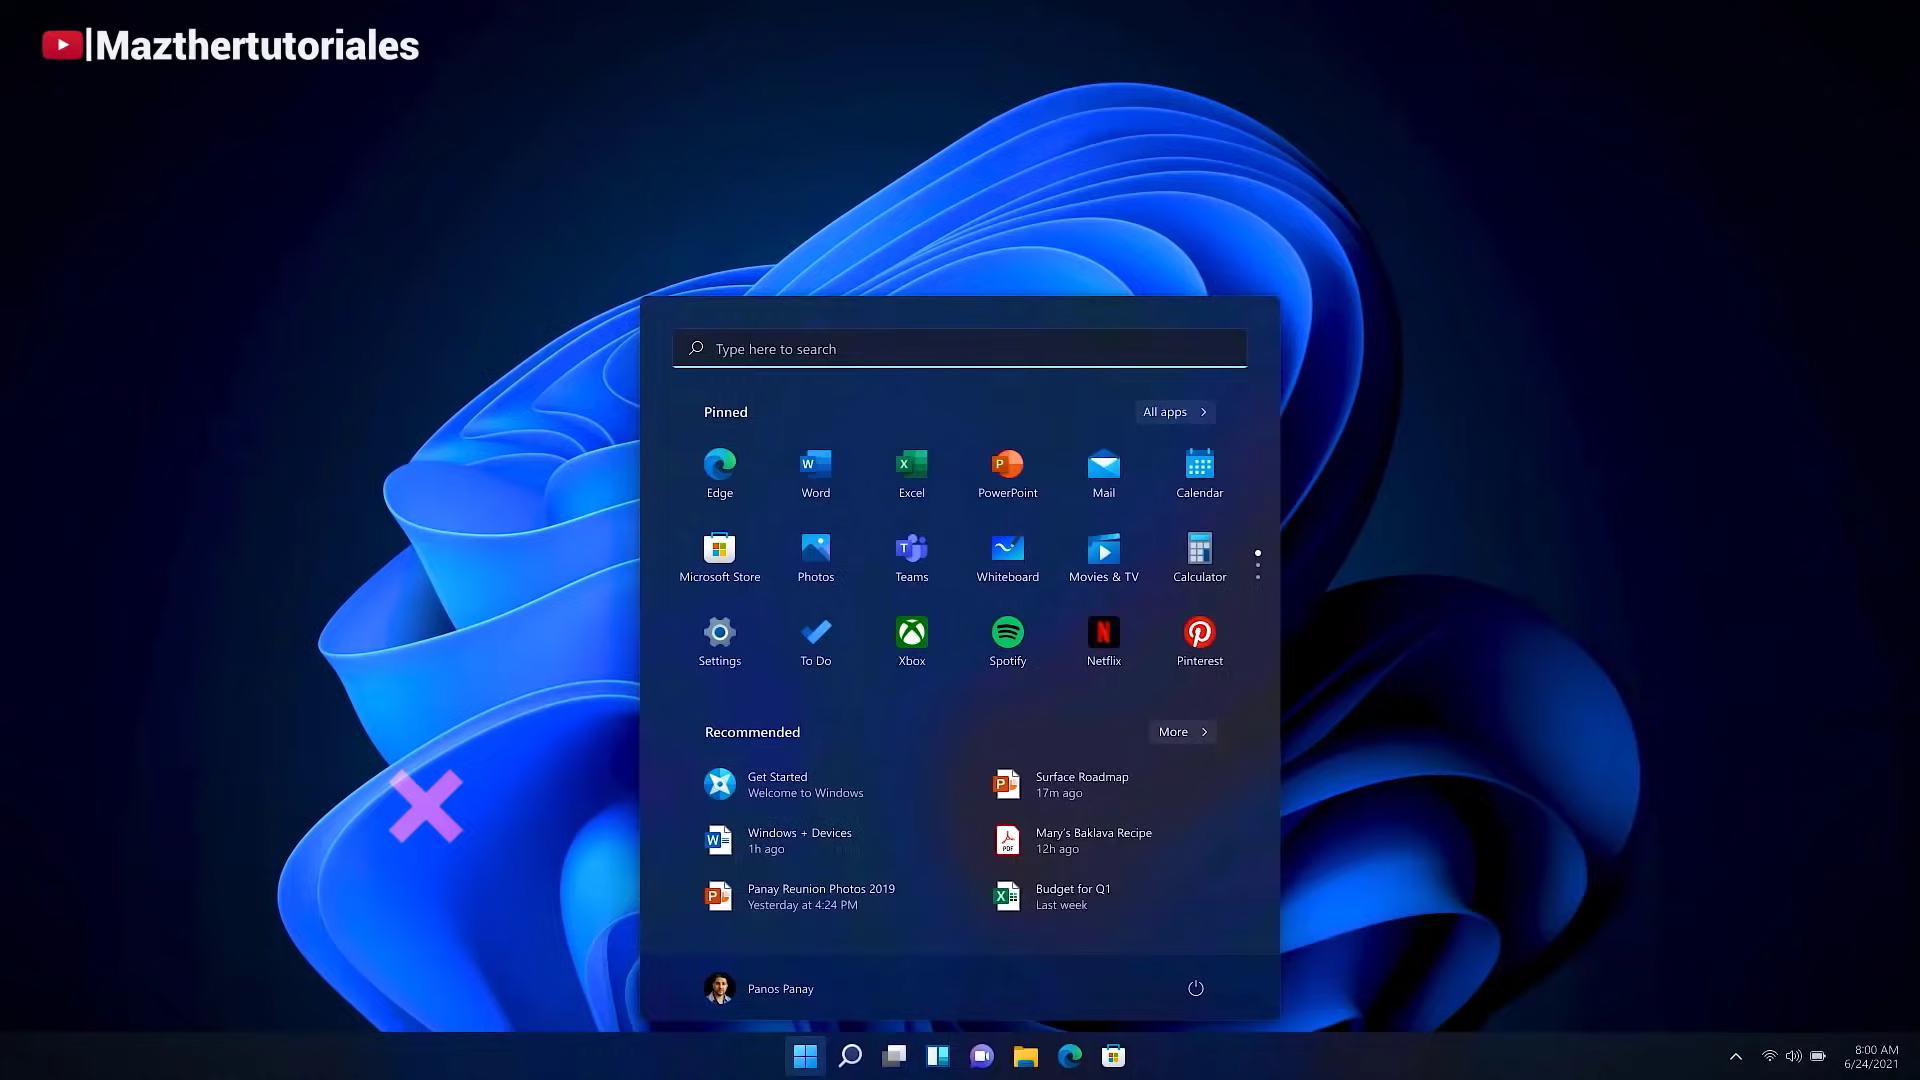 |Mazthertutoriales
Type here to search
Pinned
All apps
Edge
Word
Excel
PowerPoint
Mail
Calendar
Microsoft Store
Photos
Teams
Whiteboard
Movies & TV
Calculator
Settings
To Do
Xbox
Spotify
Netflix
Pinterest
Recommended
More
Get Started
Welcome to Windows
Surface Roadmap
17m ago
Windows + Devices
1h ago
Mary's Baklava Recipe
12h ago
Panay Reunion Photos 2019
Yesterday at 4:24 PM
Budget for Q1
Last week
Panos Panay
8:00 AM
6/24/2021